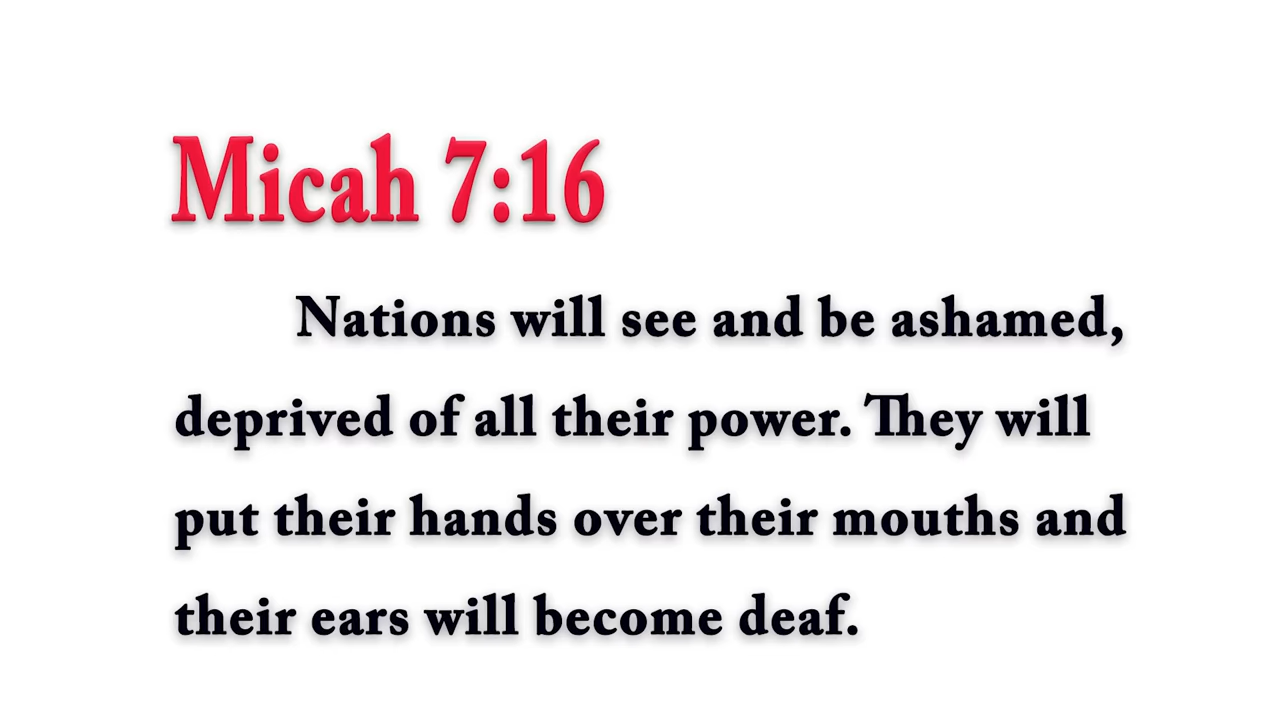 Micah 7:16
Nations will see and be ashamed,
deprived of all their power. They will
put their hands over their mouths and
their ears will become deaf.